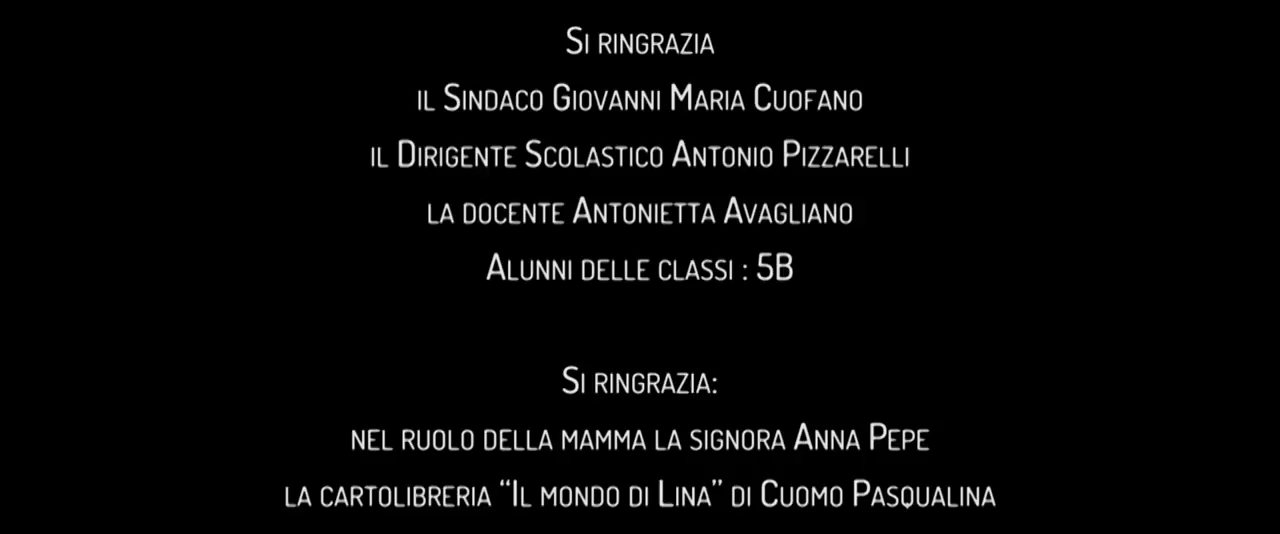 Si ringrazia
il Sindaco Giovanni Maria Cuofano
il Dirigente Scolastico Antonio Pizzarelli
la docente Antonietta Avagliano
Alunni delle classi : 5B
Si ringrazia:
nel ruolo della mamma la signora Anna Pepe
la cartolibreria “Il mondo di Lina” di Cuomo Pasqualina